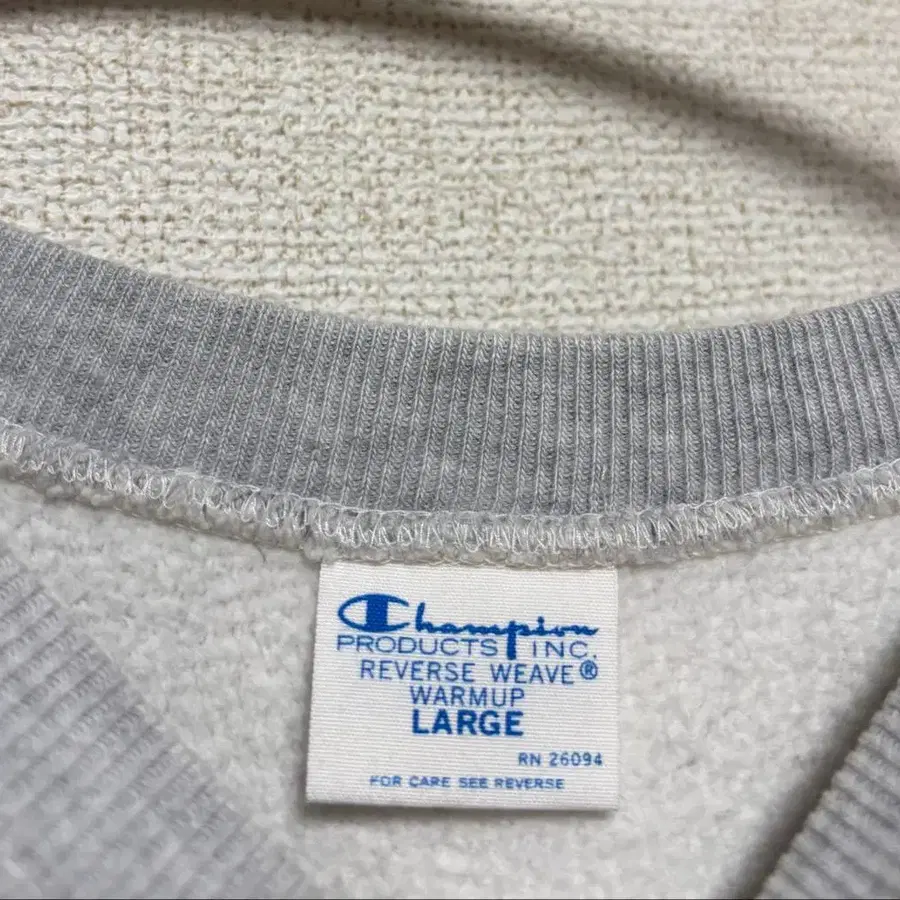 Champion
PRODUCTS INC.
REVERSE WEAVE®
WARMUP
LARGE
RN 26094
FOR CARE SEE REVERSE